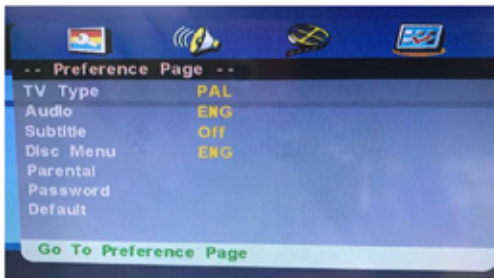 -- Preference Page --
TV Type PAL
Audio ENG
Subtitle Off
Disc Menu ENG
Parental
Password
Default
Go To Preference Page